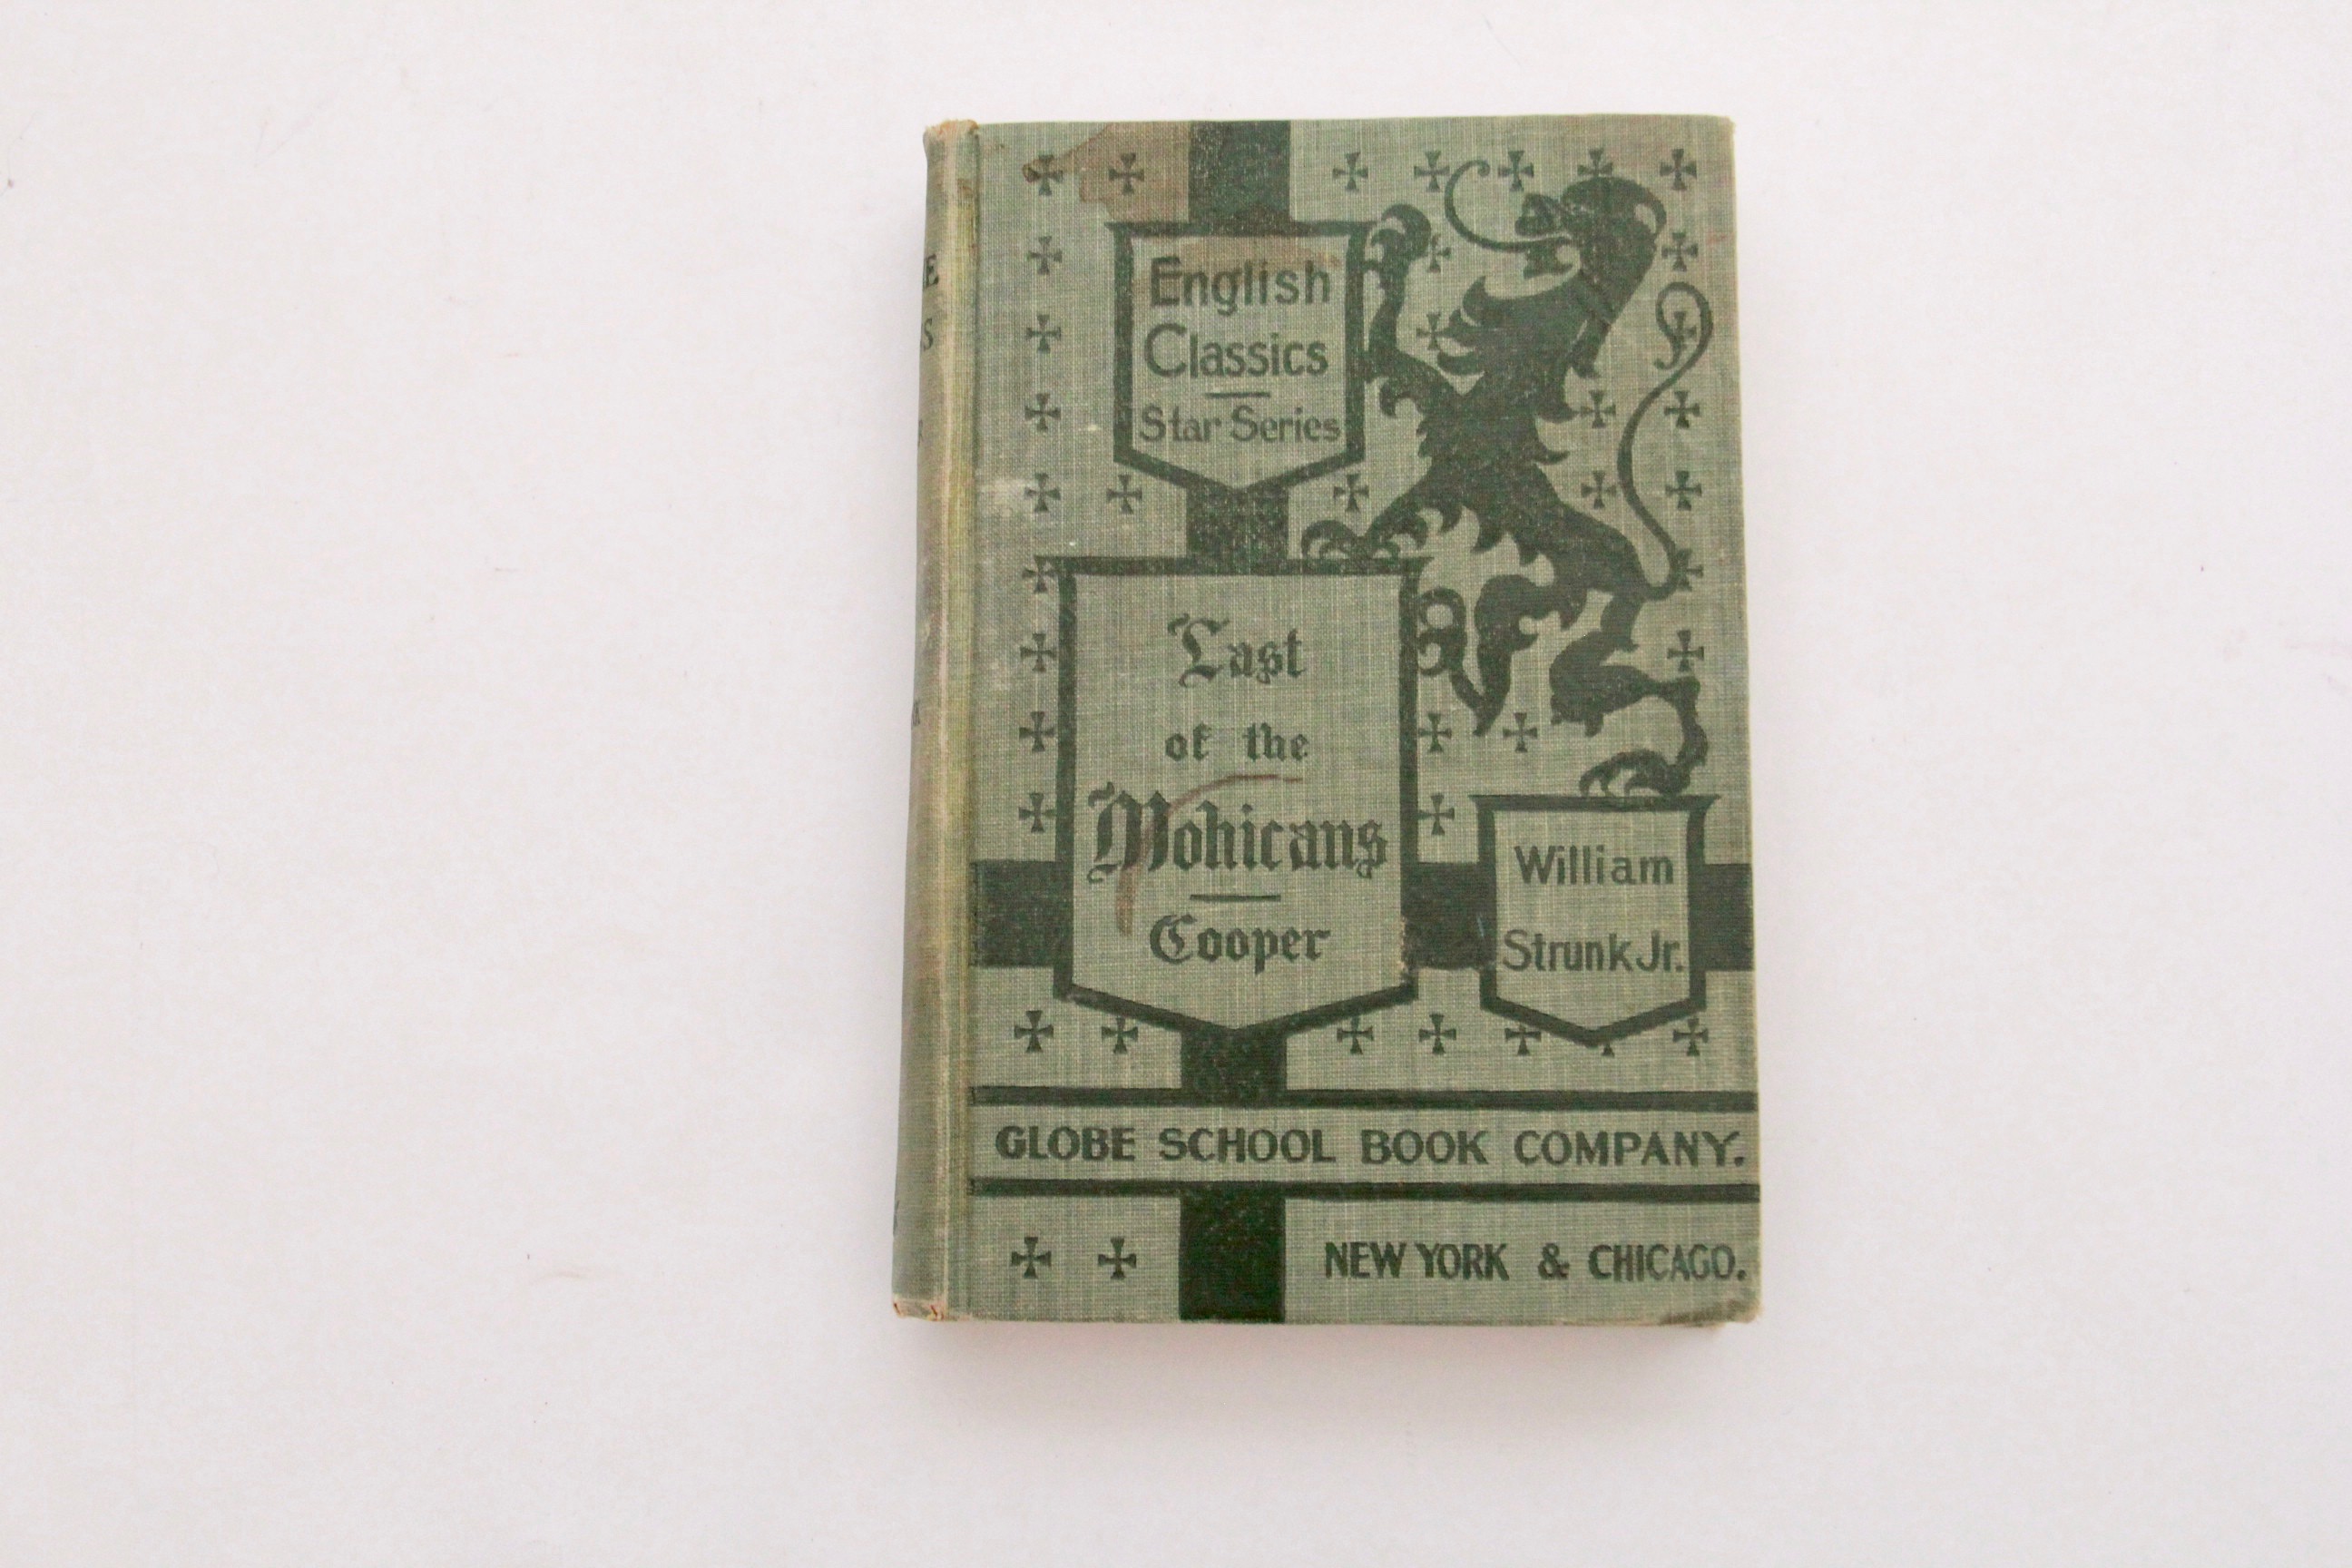 English
Classics
Star Series
Last
of the
Mohicans
Cooper
William
Strunk Jr.
GLOBE SCHOOL BOOK COMPANY.
NEW YORK & CHICAGO.